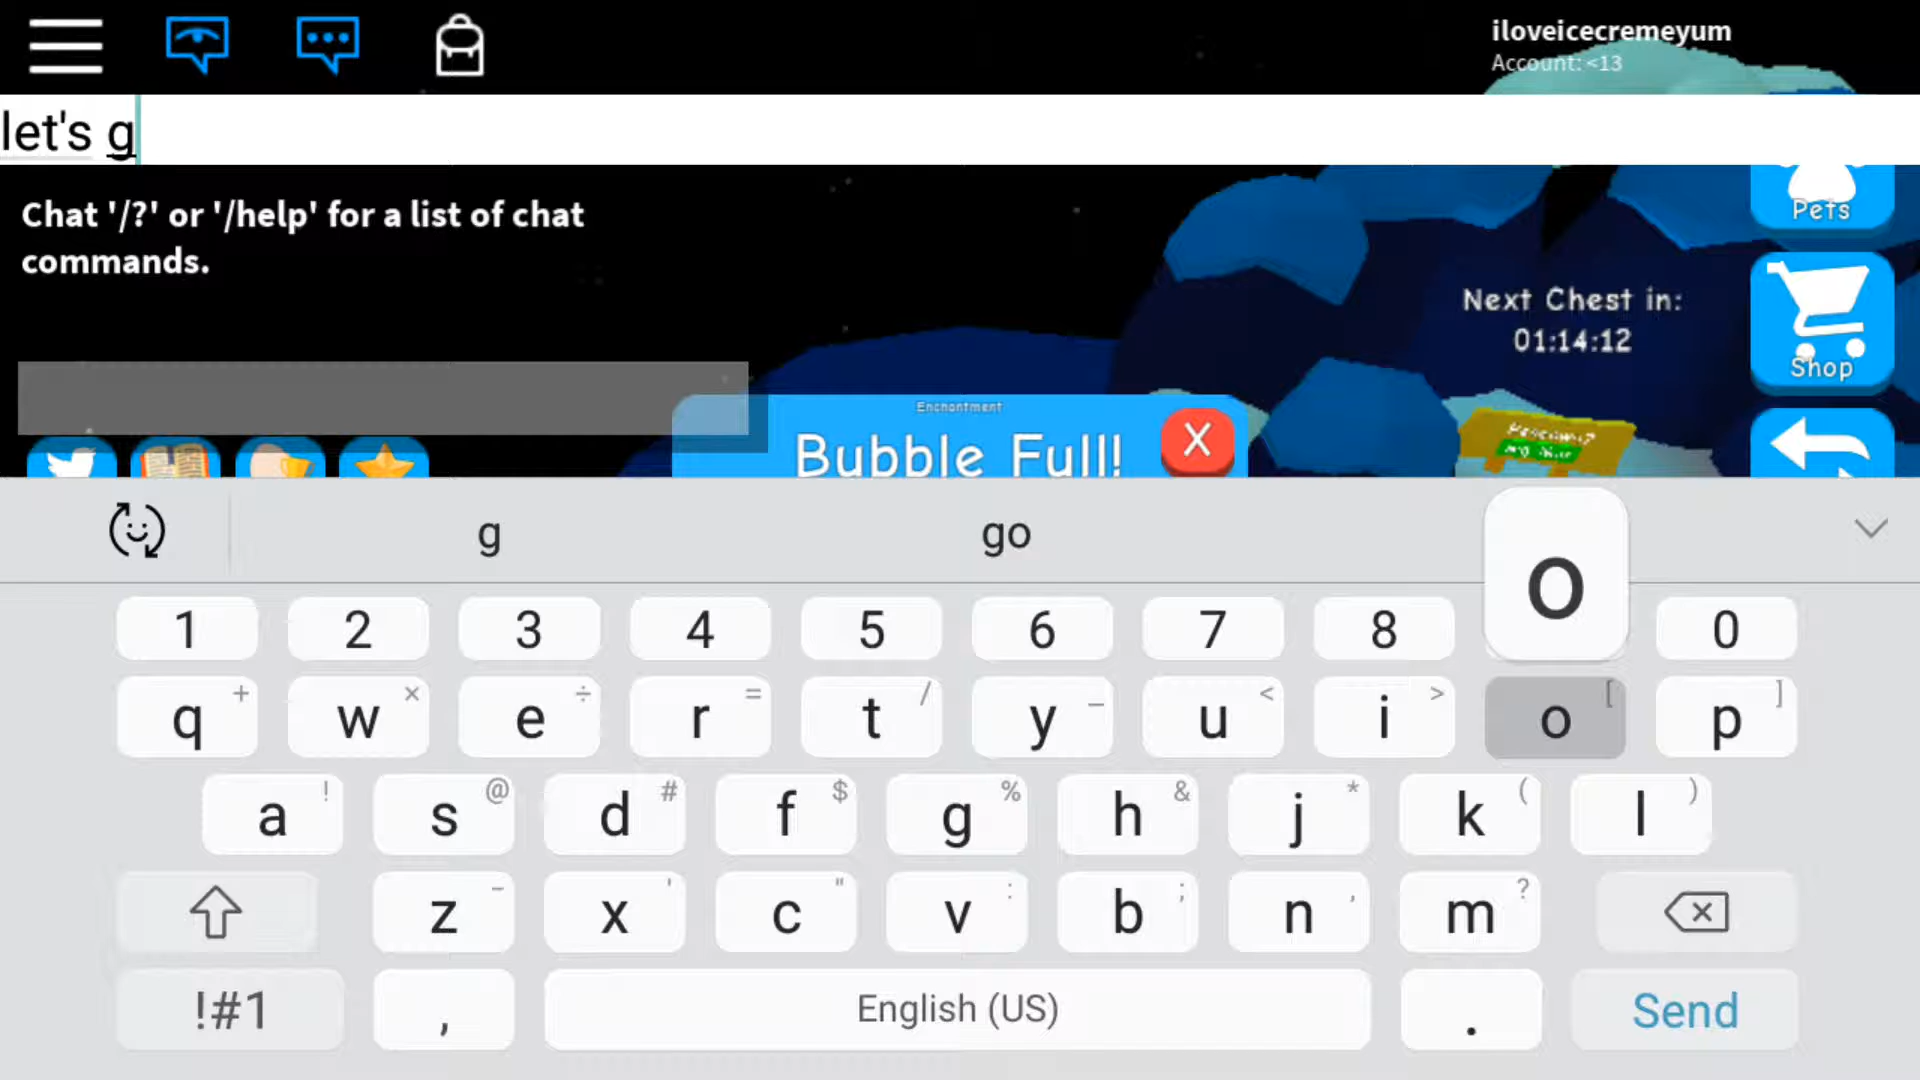 iloveicecremeyum
Account: <13
let's g
Chat '/?' or '/help' for a list of chat
commands.
Pets
Next Chest in:
01:14:12
Shop
Enchantment
Bubble Full!
X
g go
o
1 2 3 4 5 6 7 8 0
q + w × e ÷ r = t / y _ u < i > o [ p ]
a ! s @ d # f $ g % h & j * k ( l )
z - x ' c " v : b ; n , m ?
!#1 , English (US) . Send